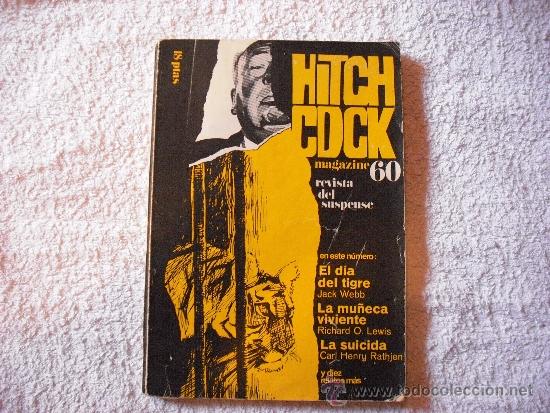 18 ptas
HiTCH
COCK
magazine 60
revista
del
suspense
en este número:
El día
del tigre
Jack Webb
La muñeca
viviente
Richard O. Lewis
La suicida
Carl Henry Rathjen
y diez
relatos más
todocoleccion.net